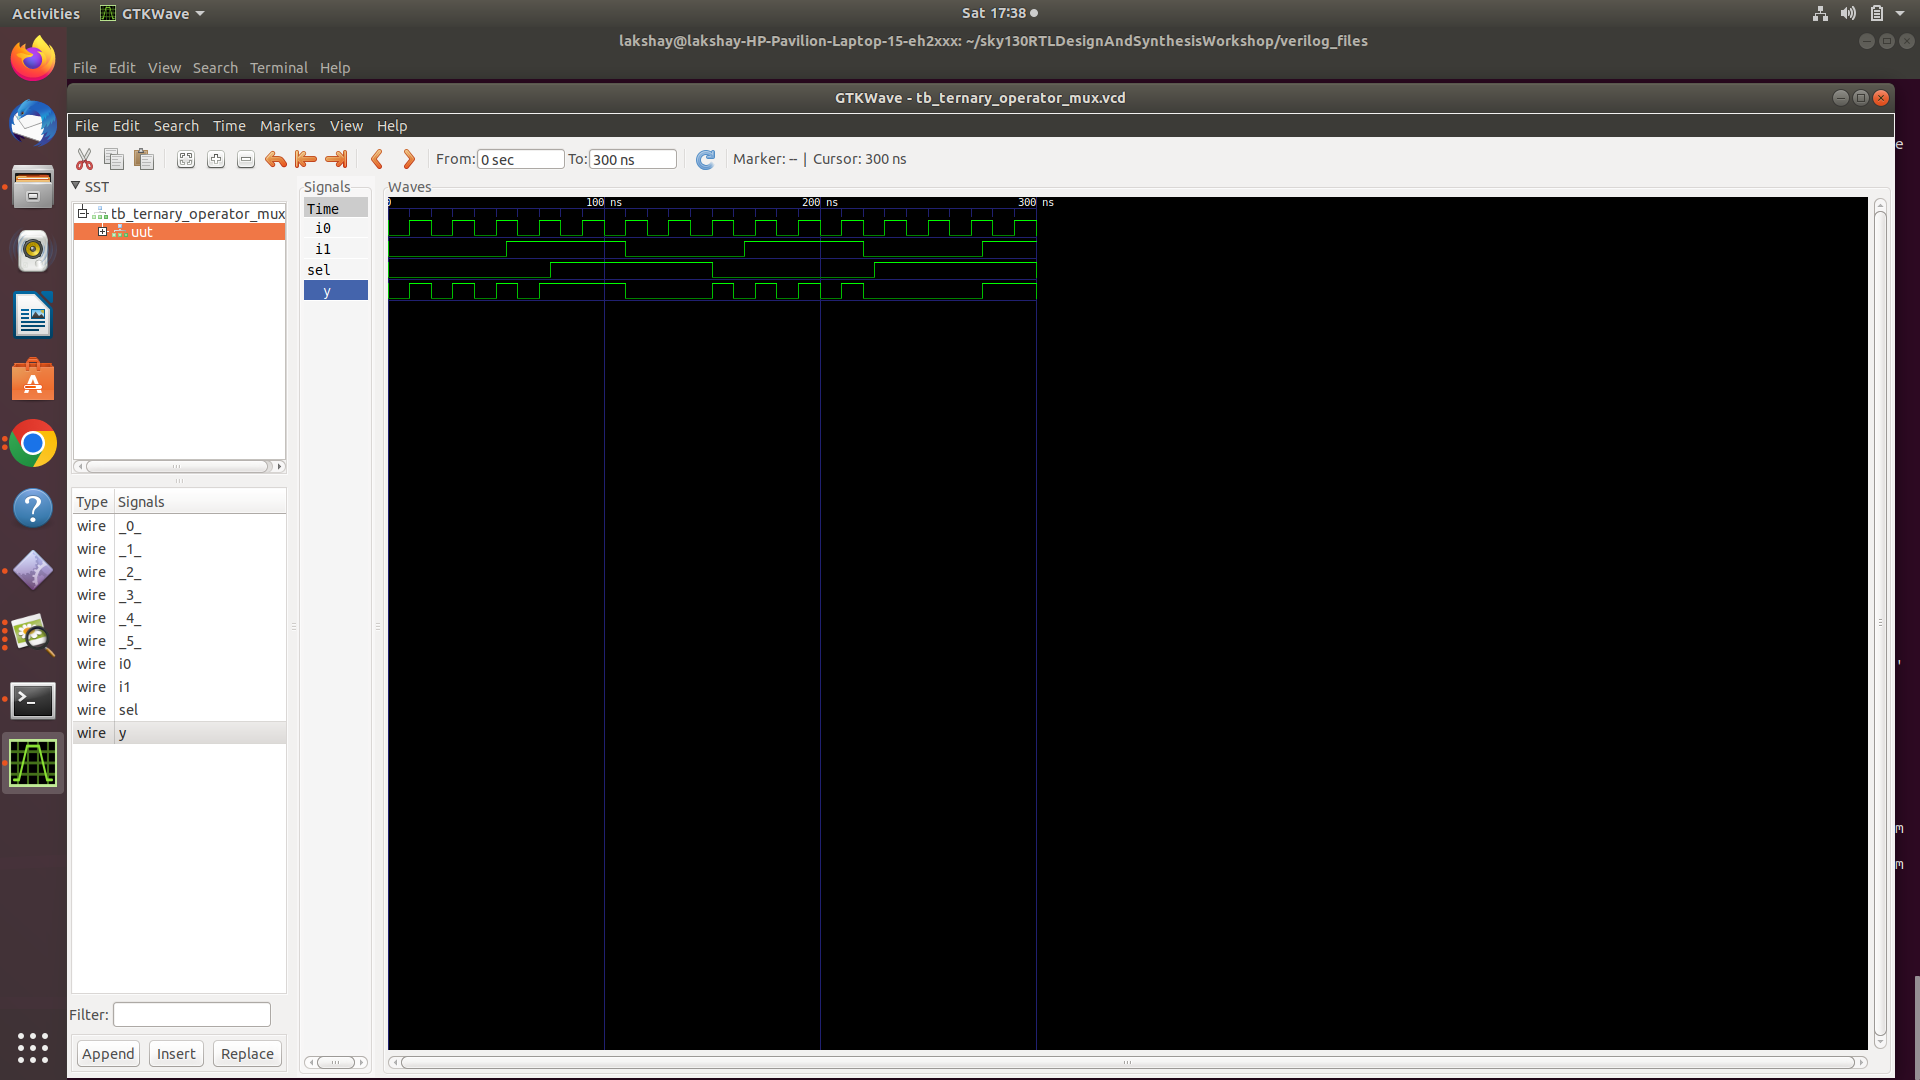 Activities GTKWave Sat 17:38
lakshay@lakshay-HP-Pavilion-Laptop-15-eh2xxx: ~/sky130RTLDesignAndSynthesisWorkshop/verilog_files
File Edit View Search Terminal Help
GTKWave - tb_ternary_operator_mux.vcd
File Edit Search Time Markers View Help
From: 0 sec To: 300 ns Marker: -- | Cursor: 300 ns
SST
tb_ternary_operator_mux
uut
Signals
Time
i0
i1
sel
y
Waves
0 100 ns 200 ns 300 ns
Type Signals
wire _0_
wire _1_
wire _2_
wire _3_
wire _4_
wire _5_
wire i0
wire i1
wire sel
wire y
Filter:
Append Insert Replace
e
'
m
m